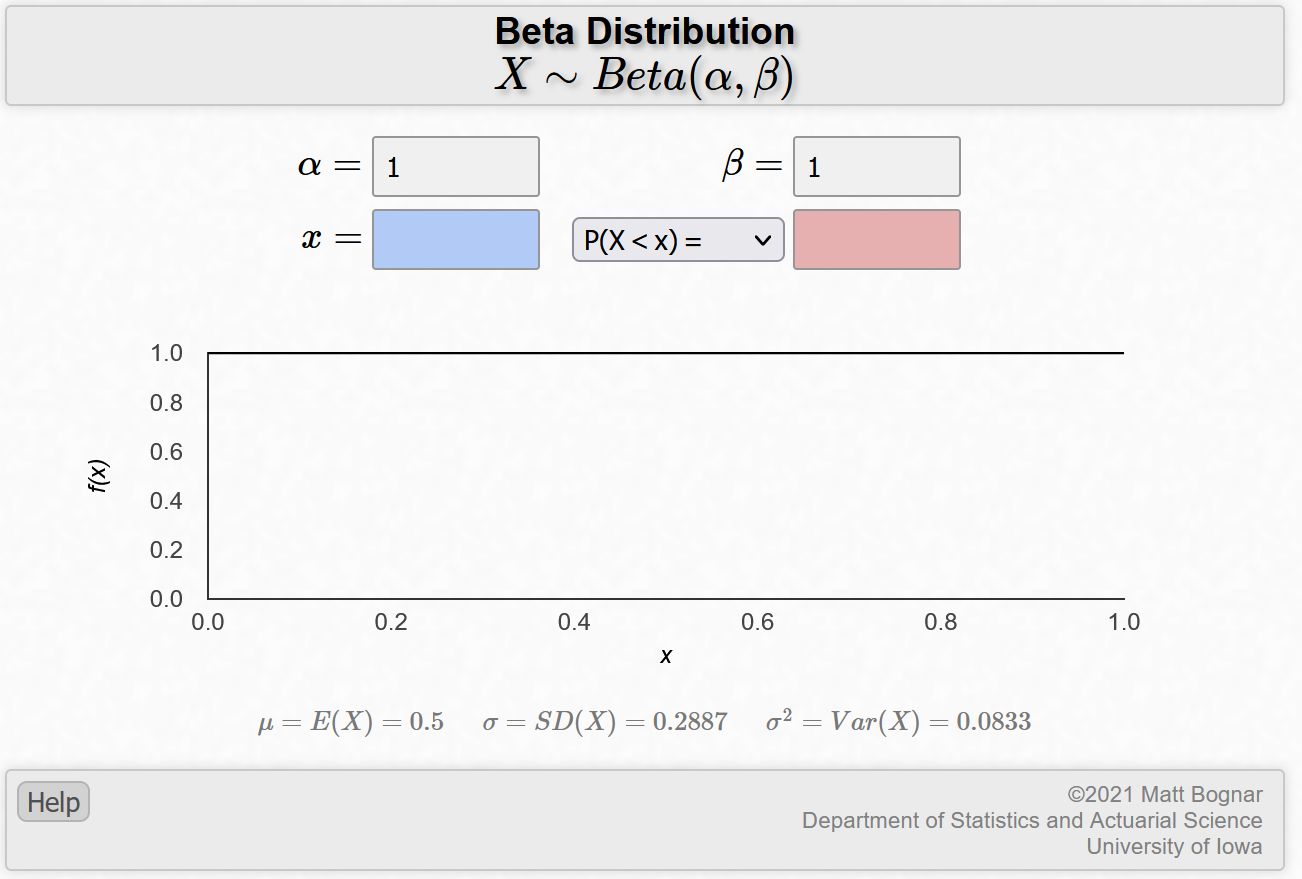 Beta Distribution
X ∼ Beta(α, β)
α = 1 β = 1
x = P(X < x) =
1.0
0.8
0.6
0.4
0.2
0.0
f(x)
0.0 0.2 0.4 0.6 0.8 1.0
x
μ = E(X) = 0.5 σ = SD(X) = 0.2887 σ² = Var(X) = 0.0833
Help
©2021 Matt Bognar
Department of Statistics and Actuarial Science
University of Iowa